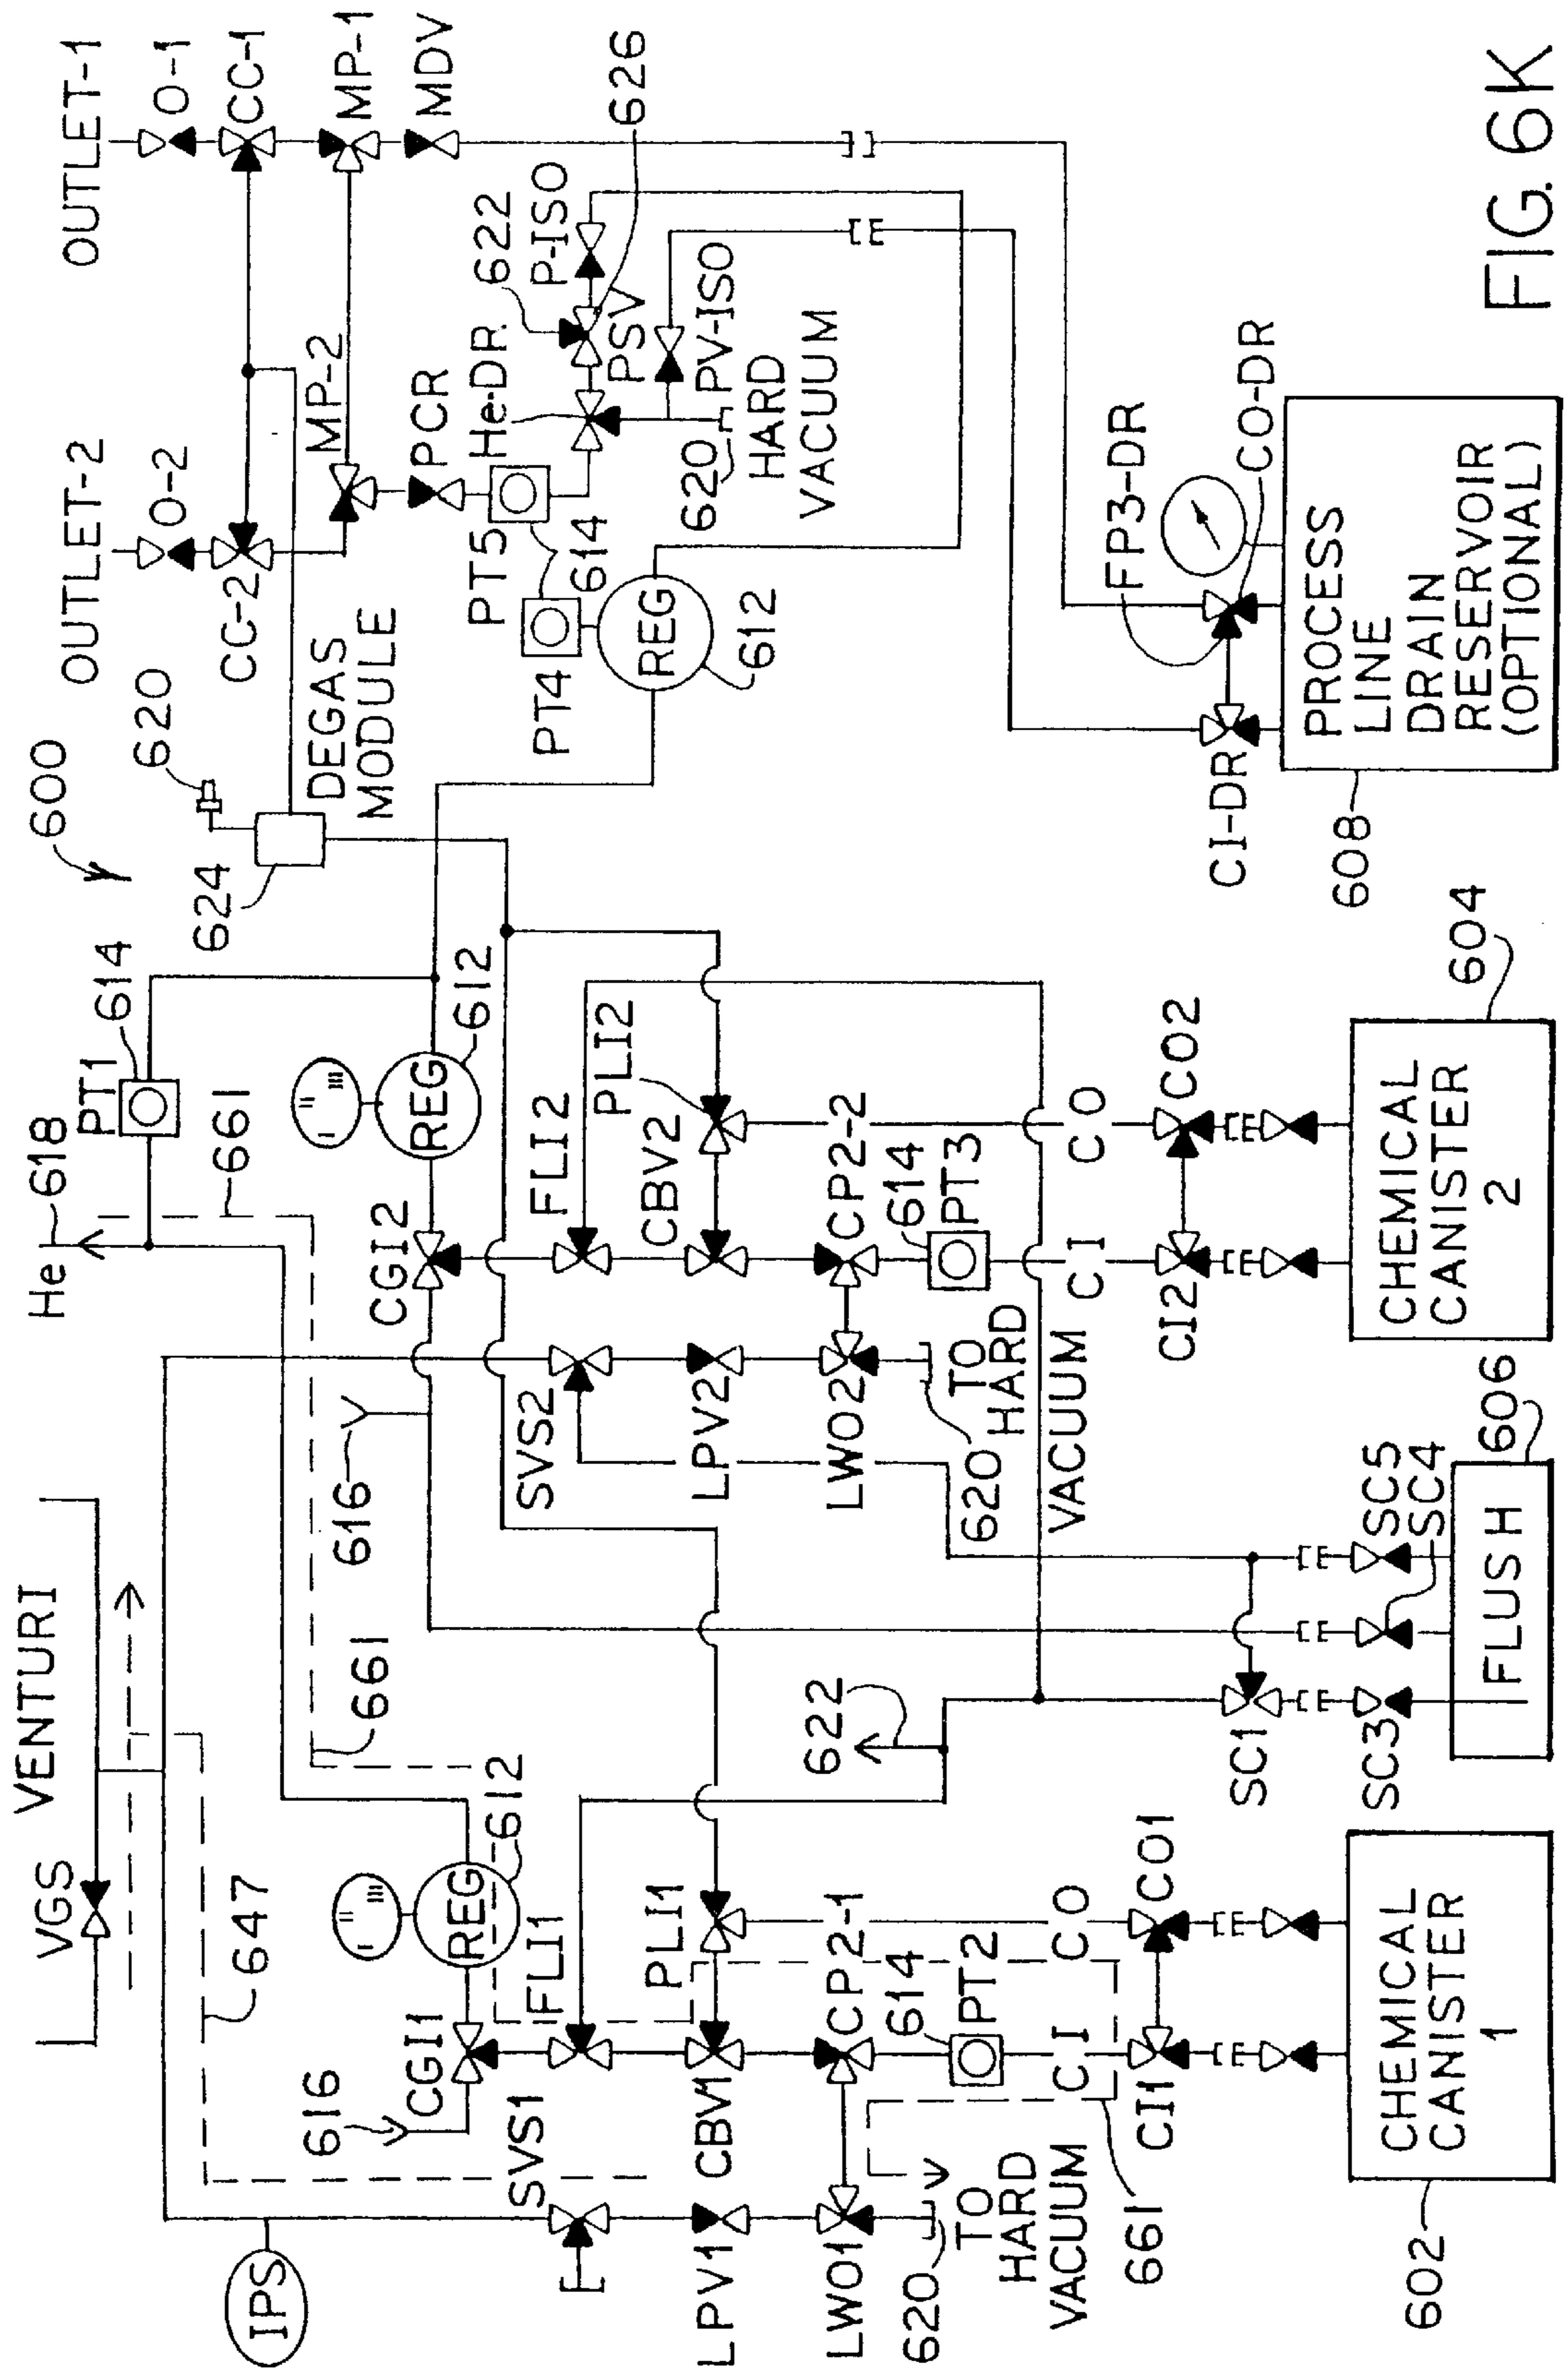 OUTLET-1
O-1
CC-1
MP-1
MDV
OUTLET-2
O-2
CC-2
MP-2
PCR
PT5
614
PT4
REG
612
He-DR
622
P-ISO
PSV
626
PV-ISO
620
HARD
VACUUM
600
620
DEGAS
MODULE
624
FP3-DR
CO-DR
CI-DR
PROCESS
LINE
DRAIN
RESERVOIR
(OPTIONAL)
608
He
618
PT1
614
661
I II III
REG
612
CGI2
FLI2
PLI2
CBV2
CP2-2
614
PT3
CO
CI
CO2
CI2
604
CHEMICAL
CANISTER
2
616
SVS2
LPV2
LWO2
620
TO
HARD
VACUUM
VENTURI
VGS
647
661
622
SC1
SC3
SC5
SC4
606
FLUSH
I II III
REG
612
CGI1
616
FLI1
PLI1
SVS1
CBV1
CP2-1
614
PT2
CO
CI
CO1
CI1
IPS
LPV1
LWO1
620
TO
HARD
VACUUM
661
602
CHEMICAL
CANISTER
1
FIG. 6K